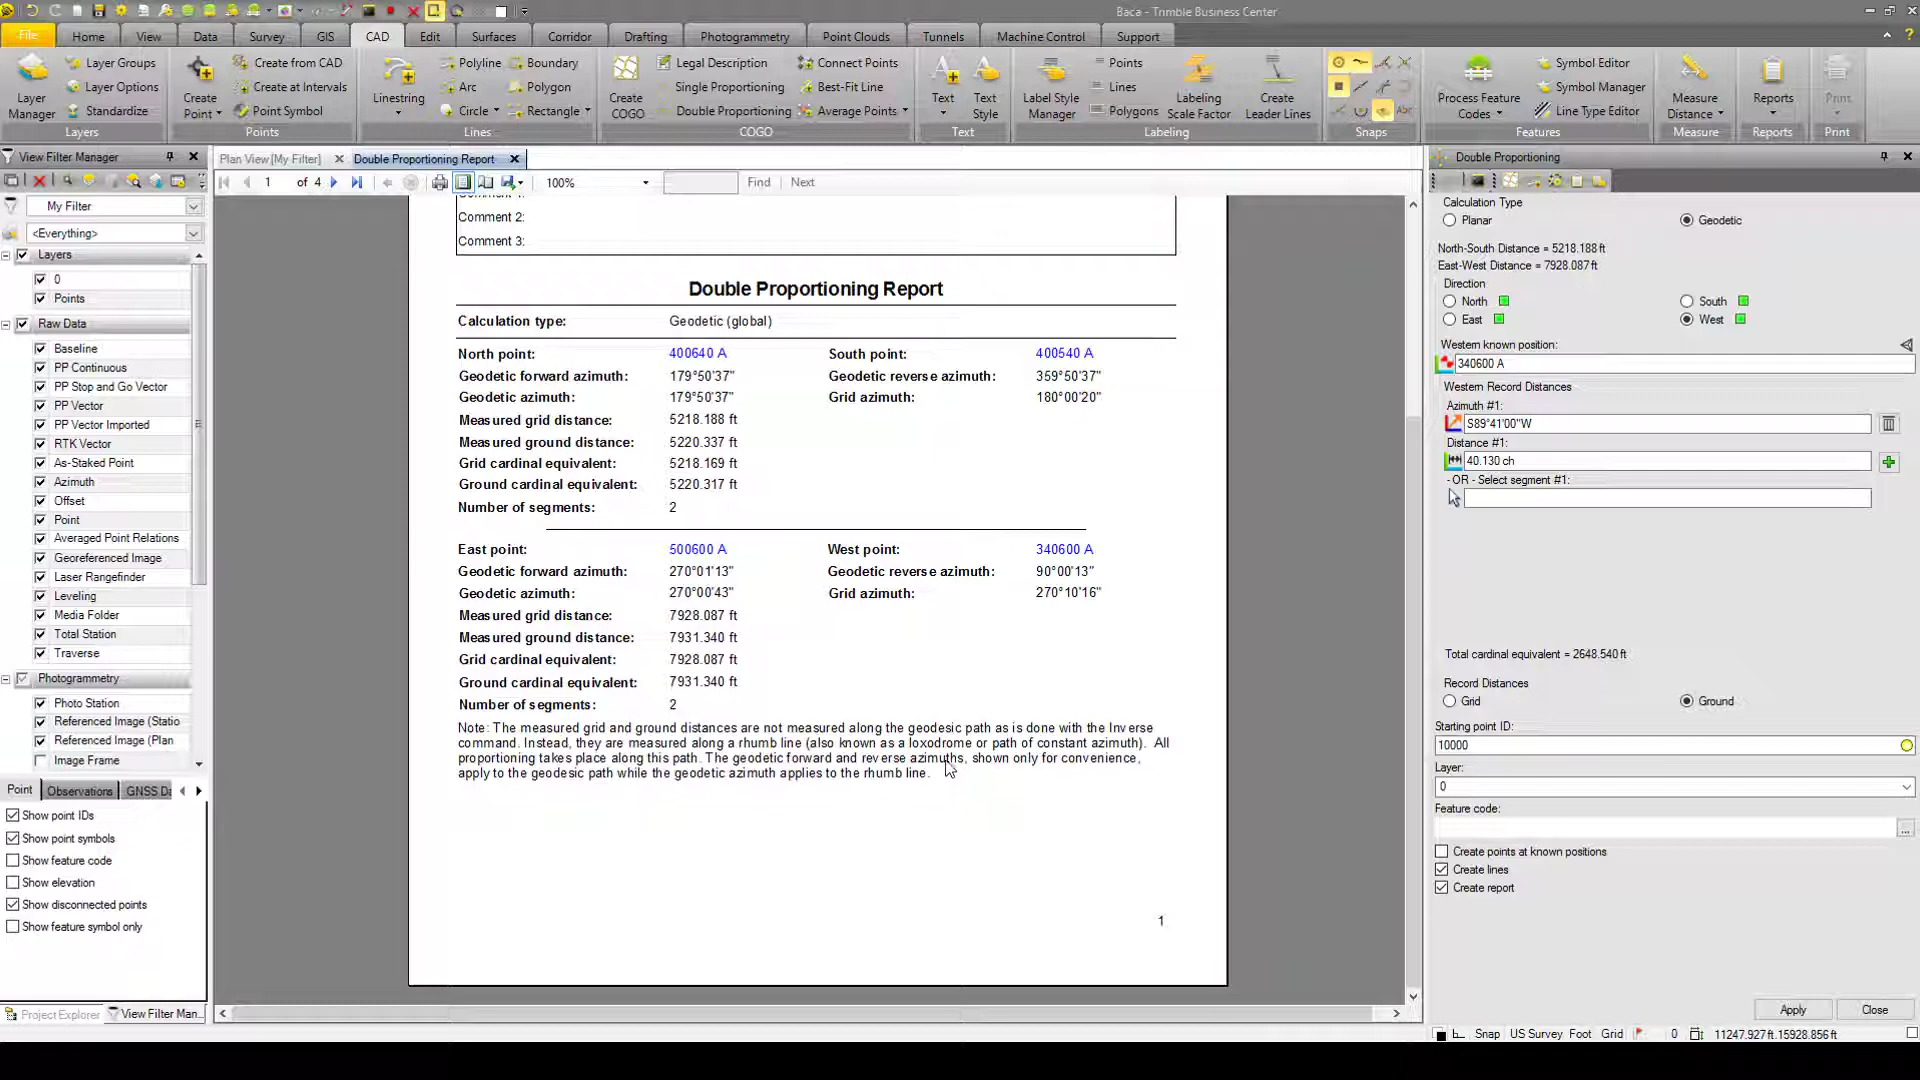 Baca - Trimble Business Center
File Home View Data Survey GIS CAD Edit Surfaces Corridor Drafting Photogrammetry Point Clouds Tunnels Machine Control Support
Layer Manager
Layer Groups
Layer Options
Standardize
Layers
Create Point
Create from CAD
Create at Intervals
Point Symbol
Points
Linestring
Polyline
Boundary
Arc
Polygon
Circle
Rectangle
Lines
Create COGO
Legal Description
Connect Points
Single Proportioning
Best-Fit Line
Double Proportioning
Average Points
COGO
Text
Text Style
Text
Label Style Manager
Points
Lines
Polygons
Labeling Scale Factor
Create Leader Lines
Labeling
Snaps
Process Feature Codes
Symbol Editor
Symbol Manager
Line Type Editor
Features
Measure Distance
Measure
Reports
Reports
Print
Print
View Filter Manager
My Filter
<Everything>
Layers
0
Points
Raw Data
Baseline
PP Continuous
PP Stop and Go Vector
PP Vector
PP Vector Imported
RTK Vector
As-Staked Point
Azimuth
Offset
Point
Averaged Point Relations
Georeferenced Image
Laser Rangefinder
Leveling
Media Folder
Total Station
Traverse
Photogrammetry
Photo Station
Referenced Image (Statio
Referenced Image (Plan
Image Frame
Point Observations GNSS Da
Show point IDs
Show point symbols
Show feature code
Show elevation
Show disconnected points
Show feature symbol only
Project Explorer View Filter Man...
Plan View [My Filter] Double Proportioning Report
1 of 4 100% Find Next
Comment 2:
Comment 3:
Double Proportioning Report
Calculation type: Geodetic (global)
North point: 400640 A South point: 400540 A
Geodetic forward azimuth: 179°50'37" Geodetic reverse azimuth: 359°50'37"
Geodetic azimuth: 179°50'37" Grid azimuth: 180°00'20"
Measured grid distance: 5218.188 ft
Measured ground distance: 5220.337 ft
Grid cardinal equivalent: 5218.169 ft
Ground cardinal equivalent: 5220.317 ft
Number of segments: 2
East point: 500600 A West point: 340600 A
Geodetic forward azimuth: 270°01'13" Geodetic reverse azimuth: 90°00'13"
Geodetic azimuth: 270°00'43" Grid azimuth: 270°10'16"
Measured grid distance: 7928.087 ft
Measured ground distance: 7931.340 ft
Grid cardinal equivalent: 7928.087 ft
Ground cardinal equivalent: 7931.340 ft
Number of segments: 2
Note: The measured grid and ground distances are not measured along the geodesic path as is done with the Inverse
command. Instead, they are measured along a rhumb line (also known as a loxodrome or path of constant azimuth). All
proportioning takes place along this path. The geodetic forward and reverse azimuths, shown only for convenience,
apply to the geodesic path while the geodetic azimuth applies to the rhumb line.
1
Double Proportioning
Calculation Type
Planar Geodetic
North-South Distance = 5218.188 ft
East-West Distance = 7928.087 ft
Direction
North South
East West
Western known position:
340600 A
Western Record Distances
Azimuth #1:
S89°41'00"W
Distance #1:
40.130 ch
- OR - Select segment #1:
Total cardinal equivalent = 2648.540 ft
Record Distances
Grid Ground
Starting point ID:
10000
Layer:
0
Feature code:
...
Create points at known positions
Create lines
Create report
Apply Close
Snap US Survey Foot Grid 0 11247.927 ft,15928.856 ft